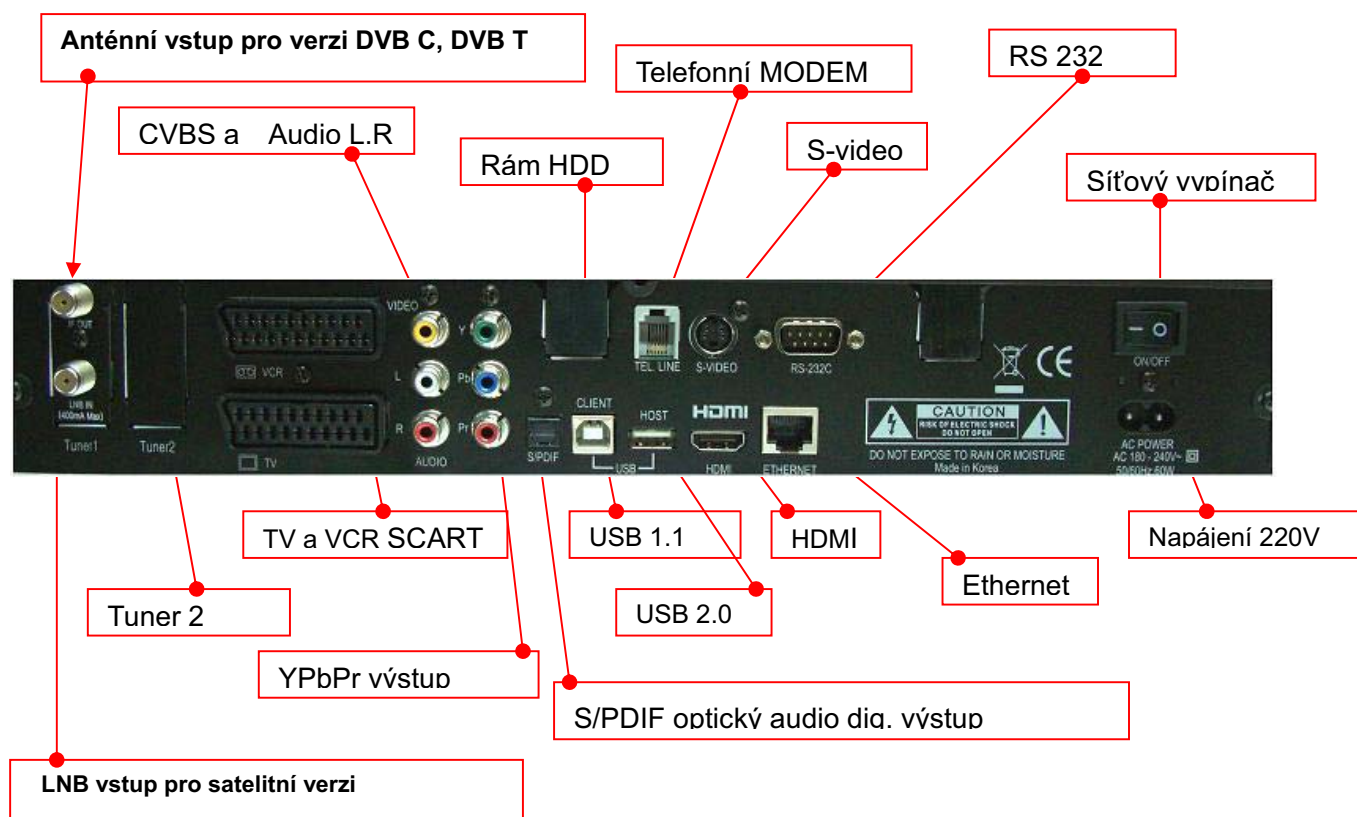 Anténní vstup pro verzi DVB C, DVB T
Telefonní MODEM
RS 232
CVBS a Audio L.R
Rám HDD
S-video
Síťový vypínač
IF OUT
LNB IN
(400mA Max)
Tuner1
Tuner2
VCR
TV
VIDEO
L
R
AUDIO
Y
Pb
Pr
S/PDIF
TEL. LINE
S-VIDEO
RS-232C
CLIENT
HOST
USB
HDMI
HDMI
ETHERNET
CE
CAUTION
RISK OF ELECTRIC SHOCK
DO NOT OPEN
DO NOT EXPOSE TO RAIN OR MOISTURE
Made in Korea
ON/OFF
AC POWER
AC 180 - 240V~
50/60Hz 60W
TV a VCR SCART
USB 1.1
HDMI
Napájení 220V
Ethernet
Tuner 2
USB 2.0
YPbPr výstup
S/PDIF optický audio dig. výstup
LNB vstup pro satelitní verzi